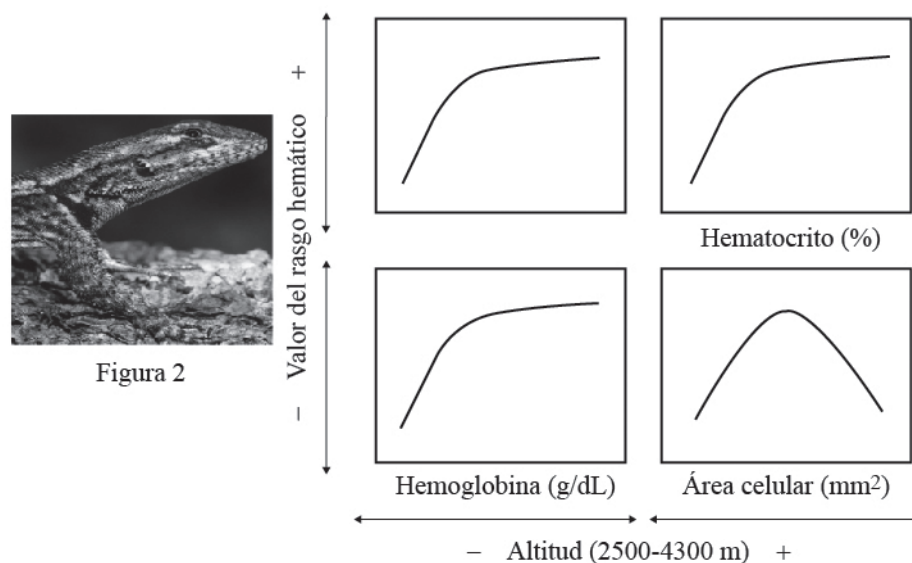 Valor del rasgo hemático
+
−
Hematocrito (%)
Figura 2
Hemoglobina (g/dL)
Área celular (mm2)
− Altitud (2500-4300 m) +